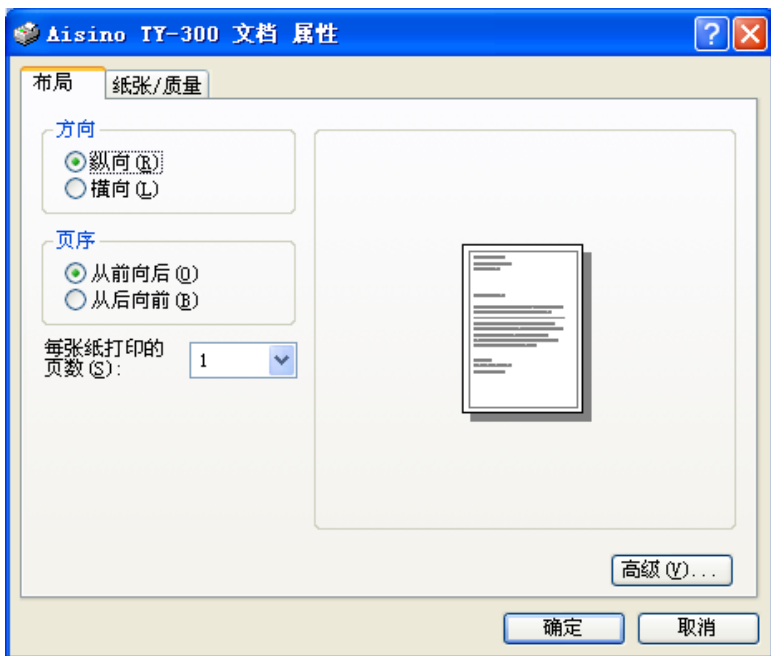 Aisino TY-300 文档 属性
布局
纸张/质量
方向
纵向(R)
横向(L)
页序
从前向后(O)
从后向前(B)
每张纸打印的
页数(S):
1
高级(V)...
确定
取消